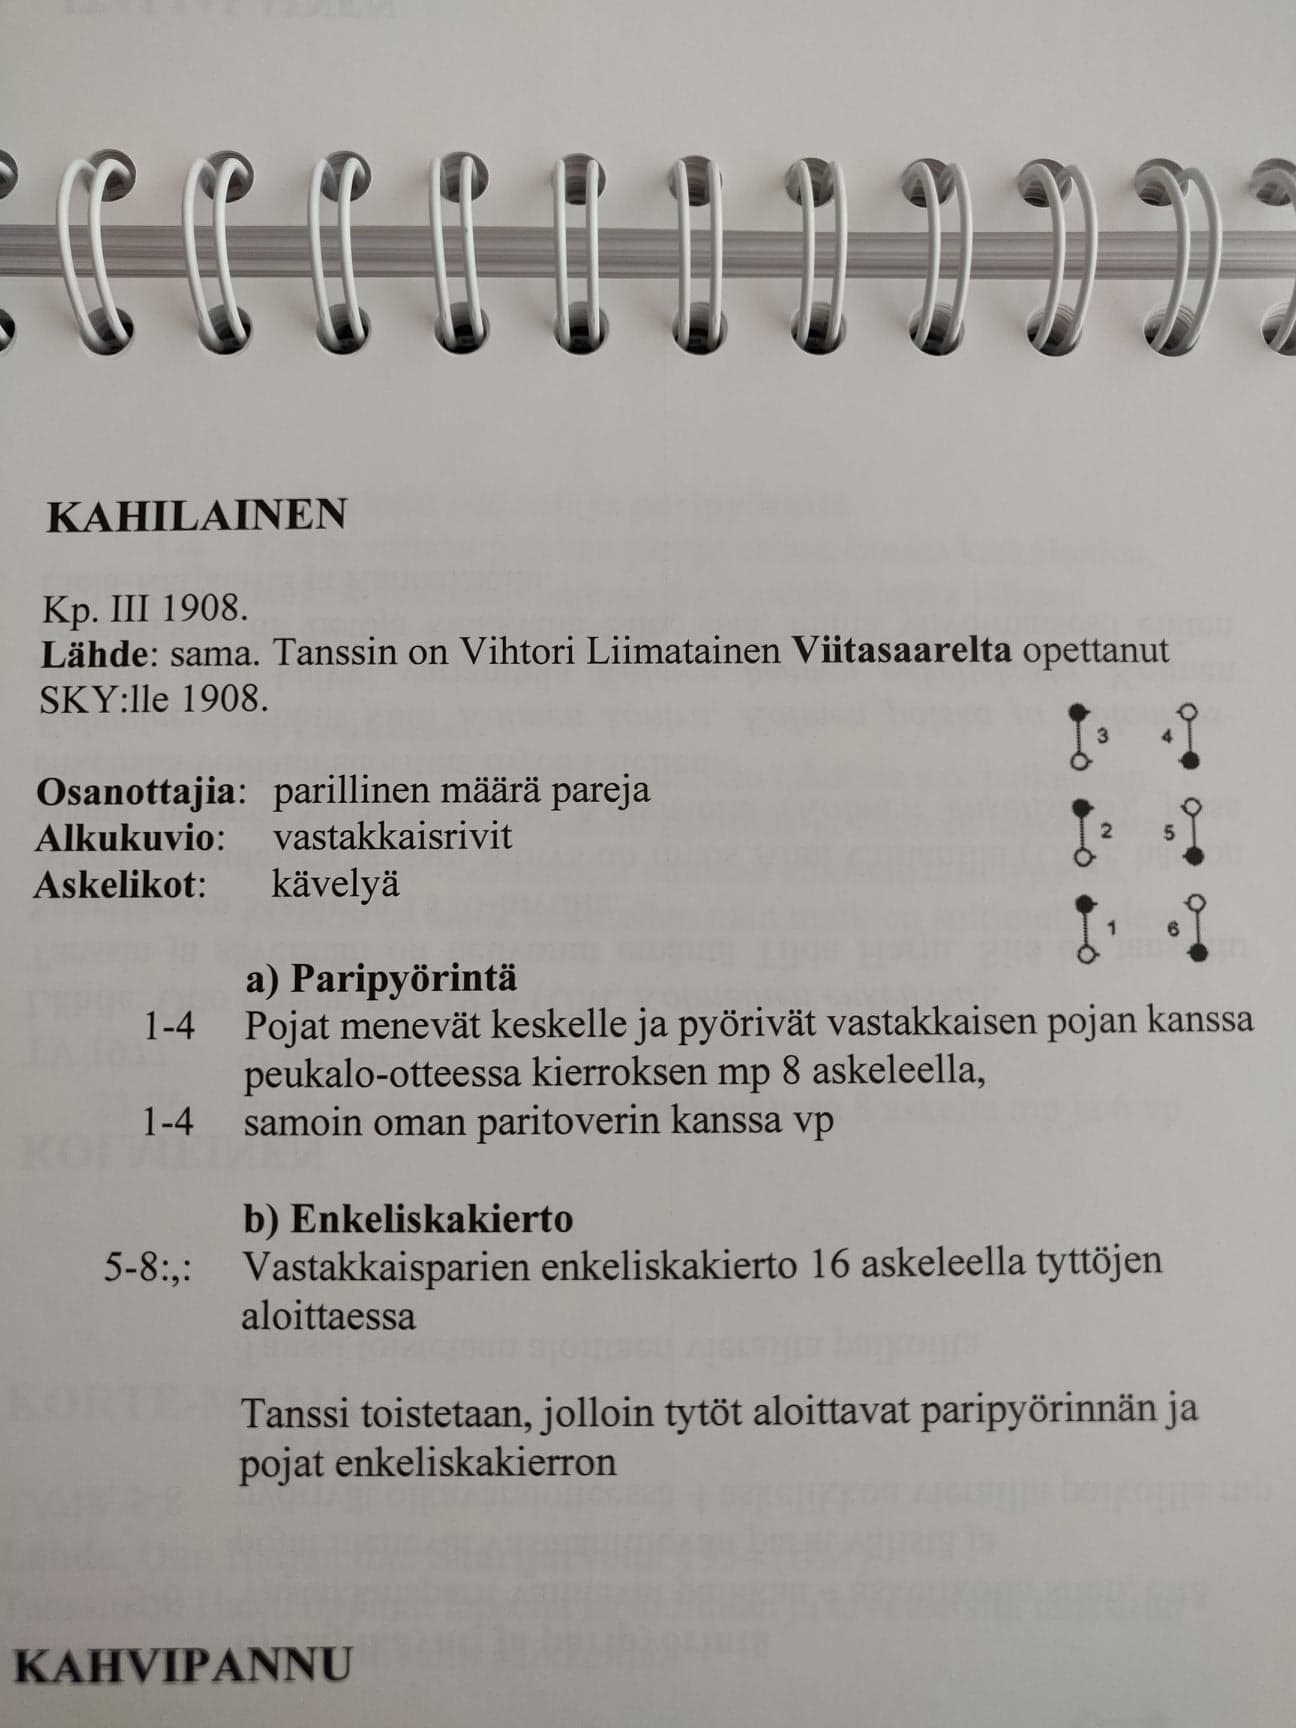 KAHILAINEN
Kp. III 1908.
Lähde: sama. Tanssin on Vihtori Liimatainen Viitasaarelta opettanut
SKY:lle 1908.
3 4
Osanottajia: parillinen määrä pareja
2 5
Alkukuvio: vastakkaisrivit
Askelikot: kävelyä
1 6
a) Paripyörintä
1-4 Pojat menevät keskelle ja pyörivät vastakkaisen pojan kanssa
peukalo-otteessa kierroksen mp 8 askeleella,
1-4 samoin oman paritoverin kanssa vp
b) Enkeliskakierto
5-8:,: Vastakkaisparien enkeliskakierto 16 askeleella tyttöjen
aloittaessa
Tanssi toistetaan, jolloin tytöt aloittavat paripyörinnän ja
pojat enkeliskakierron
KAHVIPANNU